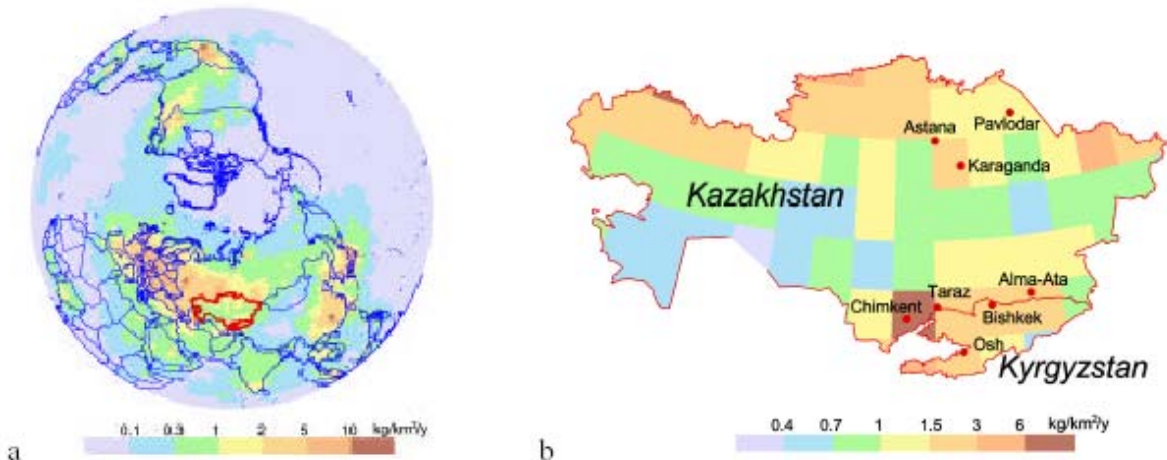 Astana
Pavlodar
Karaganda
Kazakhstan
Alma-Ata
Taraz
Chimkent
Bishkek
Osh
Kyrgyzstan
0.1 0.3 1 2 5 10 kg/km²/y
0.4 0.7 1 1.5 3 6 kg/km²/y
a
b